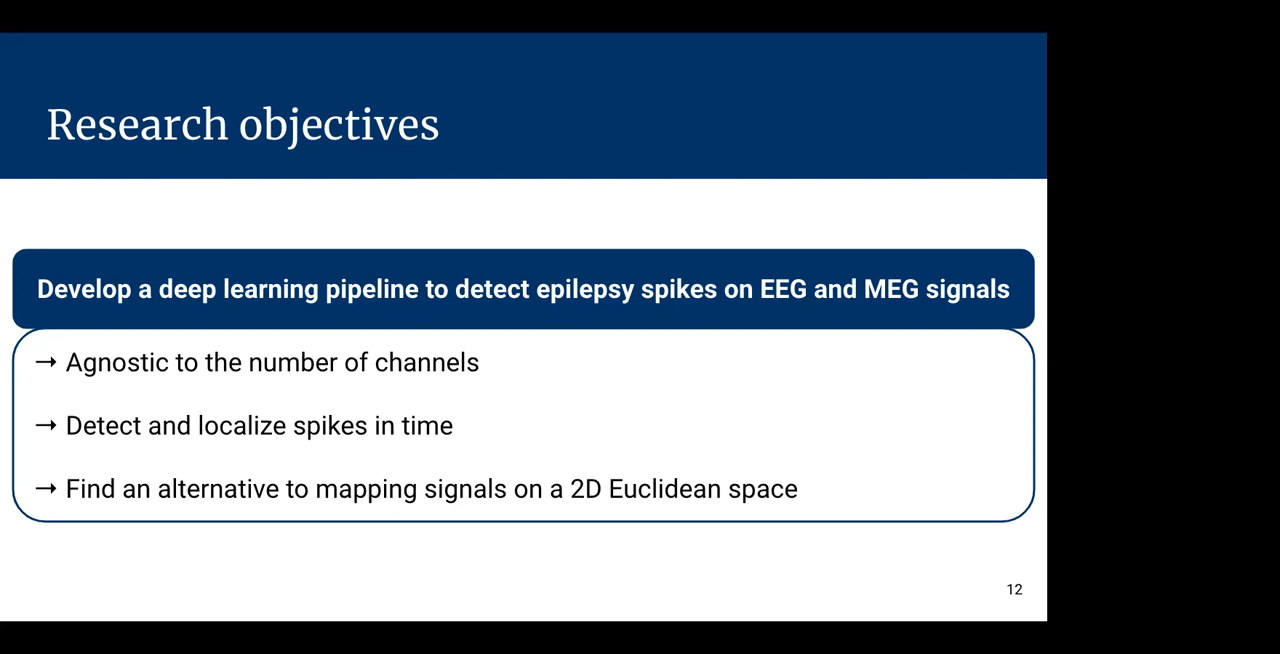 Research objectives
Develop a deep learning pipeline to detect epilepsy spikes on EEG and MEG signals
→ Agnostic to the number of channels
→ Detect and localize spikes in time
→ Find an alternative to mapping signals on a 2D Euclidean space
12